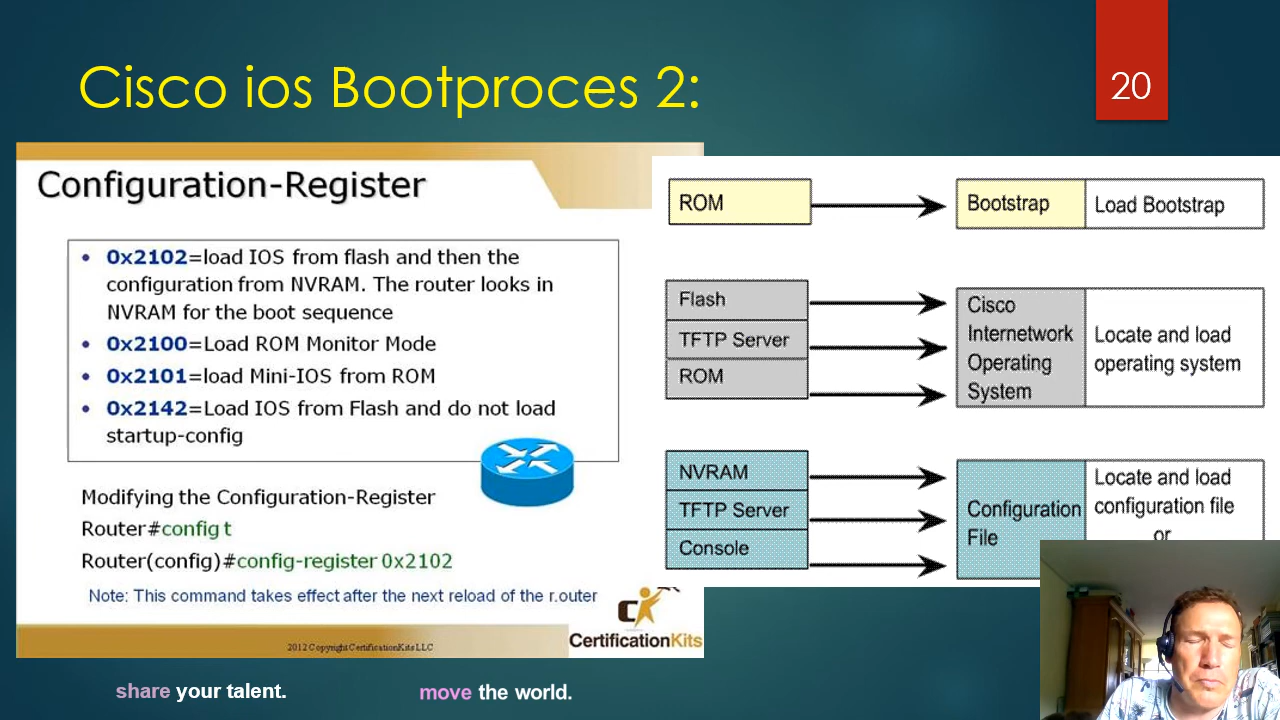 Cisco ios Bootproces 2:
20
Configuration-Register
• 0x2102=load IOS from flash and then the
configuration from NVRAM. The router looks in
NVRAM for the boot sequence
• 0x2100=Load ROM Monitor Mode
• 0x2101=load Mini-IOS from ROM
• 0x2142=Load IOS from Flash and do not load
startup-config
Modifying the Configuration-Register
Router#config t
Router(config)#config-register 0x2102
Note: This command takes effect after the next reload of the r.outer
2012 Copyright CertificationKits LLC
CK
CertificationKits
ROM
Bootstrap
Load Bootstrap
Flash
TFTP Server
ROM
Cisco
Internetwork
Operating
System
Locate and load
operating system
NVRAM
TFTP Server
Console
Configuration
File
Locate and load
configuration file
or
share your talent.
move the world.